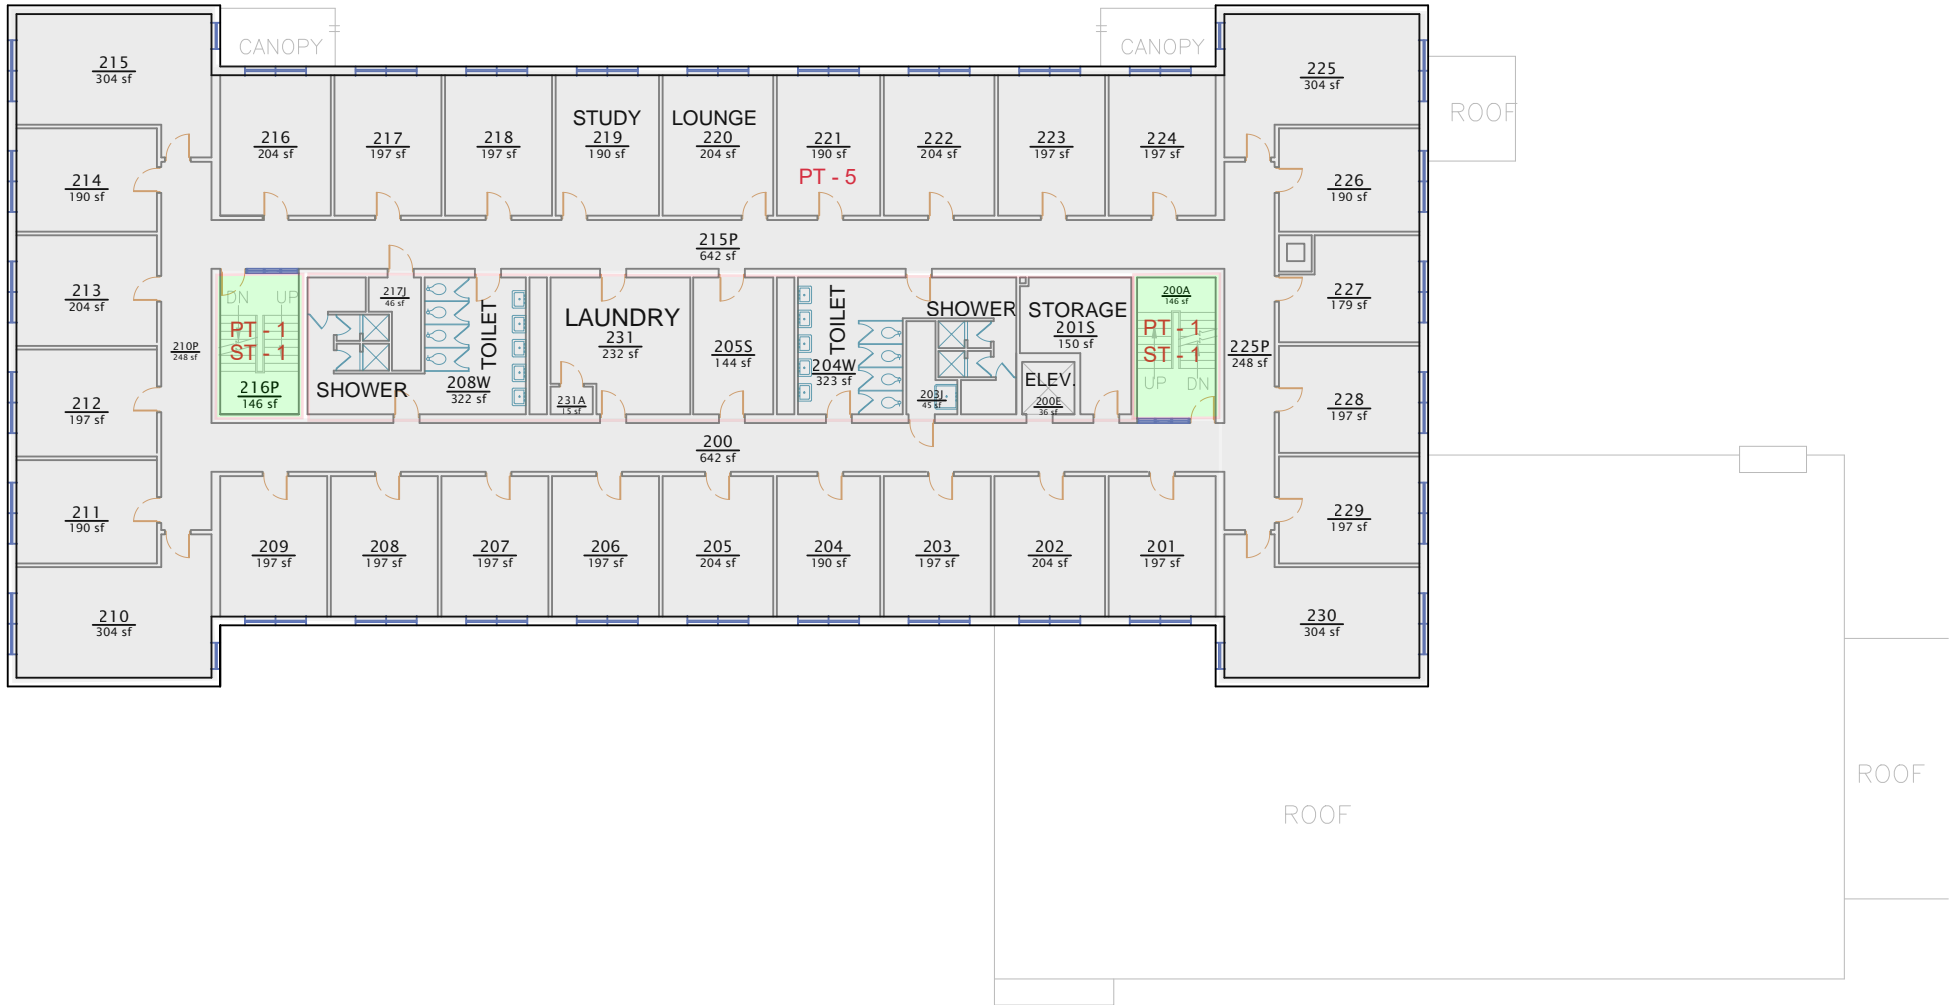 CANOPY
CANOPY
215
304 sf
225
304 sf
ROOF
216
204 sf
217
197 sf
218
197 sf
STUDY
219
190 sf
LOUNGE
220
204 sf
221
190 sf
PT - 5
222
204 sf
223
197 sf
224
197 sf
214
190 sf
226
190 sf
215P
642 sf
213
204 sf
227
179 sf
DN UP
PT - 1
ST - 1
216P
146 sf
210P
248 sf
217J
46 sf
SHOWER
TOILET
208W
322 sf
LAUNDRY
231
232 sf
231A
15 sf
205S
144 sf
TOILET
204W
323 sf
SHOWER
203J
45 sf
STORAGE
201S
150 sf
ELEV.
200E
36 sf
200A
146 sf
PT - 1
ST - 1
UP DN
225P
248 sf
212
197 sf
228
197 sf
200
642 sf
211
190 sf
229
197 sf
209
197 sf
208
197 sf
207
197 sf
206
197 sf
205
204 sf
204
190 sf
203
197 sf
202
204 sf
201
197 sf
210
304 sf
230
304 sf
ROOF
ROOF